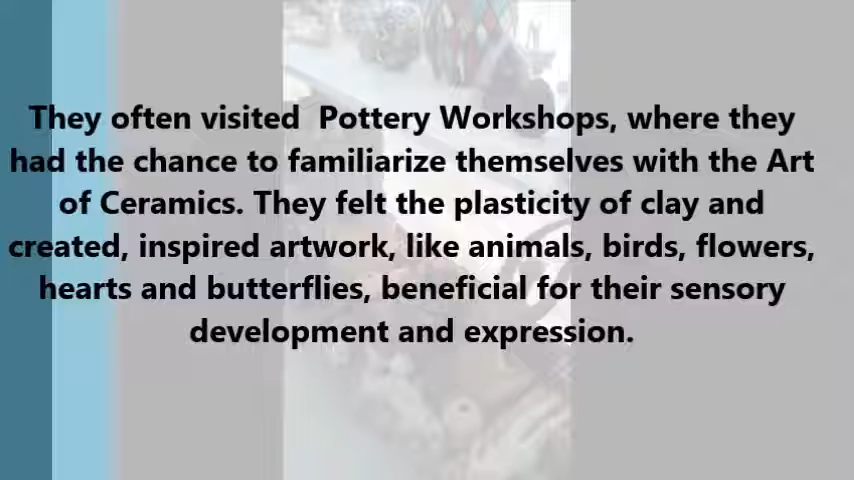 They often visited  Pottery Workshops, where they
had the chance to familiarize themselves with the Art
of Ceramics. They felt the plasticity of clay and
created, inspired artwork, like animals, birds, flowers,
hearts and butterflies, beneficial for their sensory
development and expression.